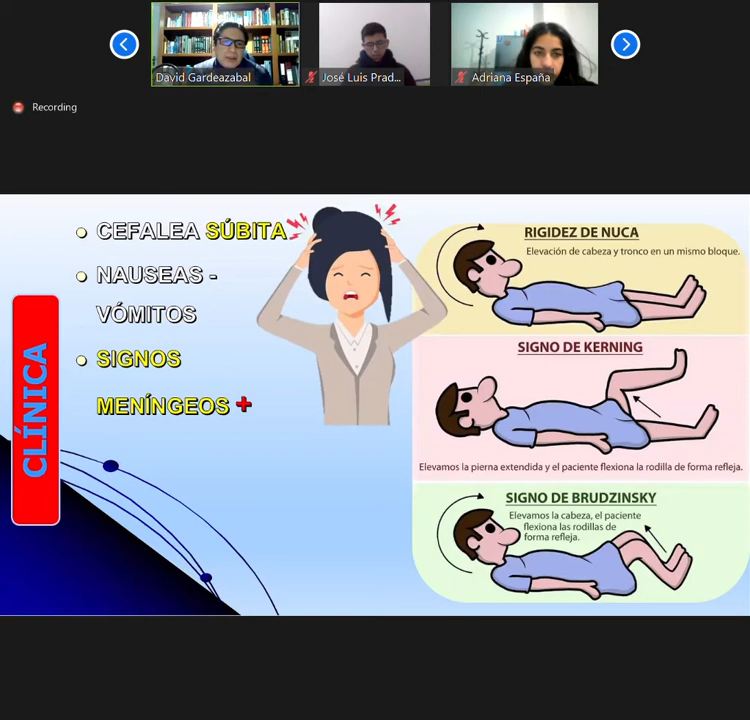 David Gardeazabal
José Luis Prad...
Adriana España
Recording
CLÍNICA
CEFALEA SÚBITA
NAUSEAS -
VÓMITOS
SIGNOS
MENÍNGEOS +
RIGIDEZ DE NUCA
Elevación de cabeza y tronco en un mismo bloque.
SIGNO DE KERNING
Elevamos la pierna extendida y el paciente flexiona la rodilla de forma refleja.
SIGNO DE BRUDZINSKY
Elevamos la cabeza, el paciente
flexiona las rodillas de
forma refleja.